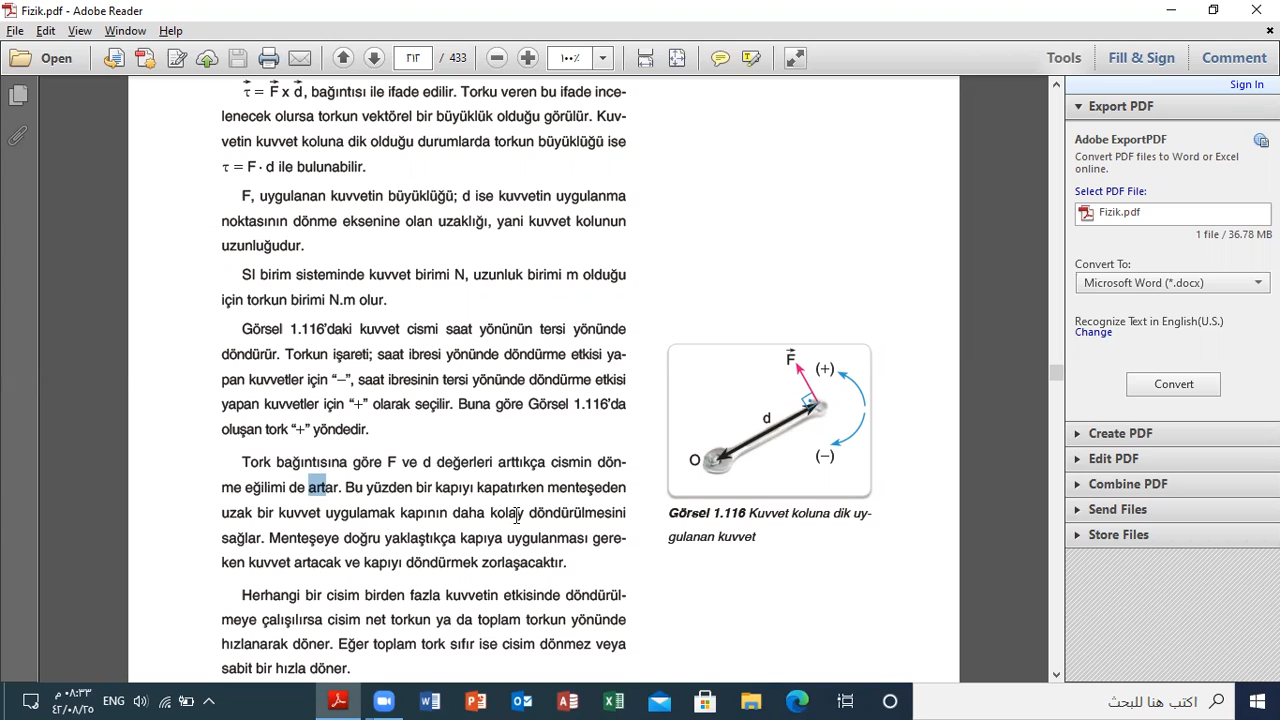 Fizik.pdf - Adobe Reader
File Edit View Window Help
Open ٣١٣ / 433 ١٠٠٪ Tools Fill & Sign Comment
τ = F x d, bağıntısı ile ifade edilir. Torku veren bu ifade ince-
lenecek olursa torkun vektörel bir büyüklük olduğu görülür. Kuv-
vetin kuvvet koluna dik olduğu durumlarda torkun büyüklüğü ise
τ = F · d ile bulunabilir.
F, uygulanan kuvvetin büyüklüğü; d ise kuvvetin uygulanma
noktasının dönme eksenine olan uzaklığı, yani kuvvet kolunun
uzunluğudur.
SI birim sisteminde kuvvet birimi N, uzunluk birimi m olduğu
için torkun birimi N.m olur.
Görsel 1.116'daki kuvvet cismi saat yönünün tersi yönünde
döndürür. Torkun işareti; saat ibresi yönünde döndürme etkisi ya-
pan kuvvetler için “–”, saat ibresinin tersi yönünde döndürme etkisi
yapan kuvvetler için “+” olarak seçilir. Buna göre Görsel 1.116'da
oluşan tork “+” yöndedir.
Tork bağıntısına göre F ve d değerleri arttıkça cismin dön-
me eğilimi de artar. Bu yüzden bir kapıyı kapatırken menteşeden
uzak bir kuvvet uygulamak kapının daha kolay döndürülmesini
sağlar. Menteşeye doğru yaklaştıkça kapıya uygulanması gere-
ken kuvvet artacak ve kapıyı döndürmek zorlaşacaktır.
Herhangi bir cisim birden fazla kuvvetin etkisinde döndürül-
meye çalışılırsa cisim net torkun ya da toplam torkun yönünde
hızlanarak döner. Eğer toplam tork sıfır ise cisim dönmez veya
sabit bir hızla döner.
F
(+)
d
O
(–)
Görsel 1.116 Kuvvet koluna dik uy-
gulanan kuvvet
Sign In
Export PDF
Adobe ExportPDF
Convert PDF files to Word or Excel
online.
Select PDF File:
Fizik.pdf
1 file / 36.78 MB
Convert To:
Microsoft Word (*.docx)
Recognize Text in English(U.S.)
Change
Convert
Create PDF
Edit PDF
Combine PDF
Send Files
Store Files
٠٨:٣٣ م
٤٢/٠٨/٢٥
ENG
اكتب هنا للبحث